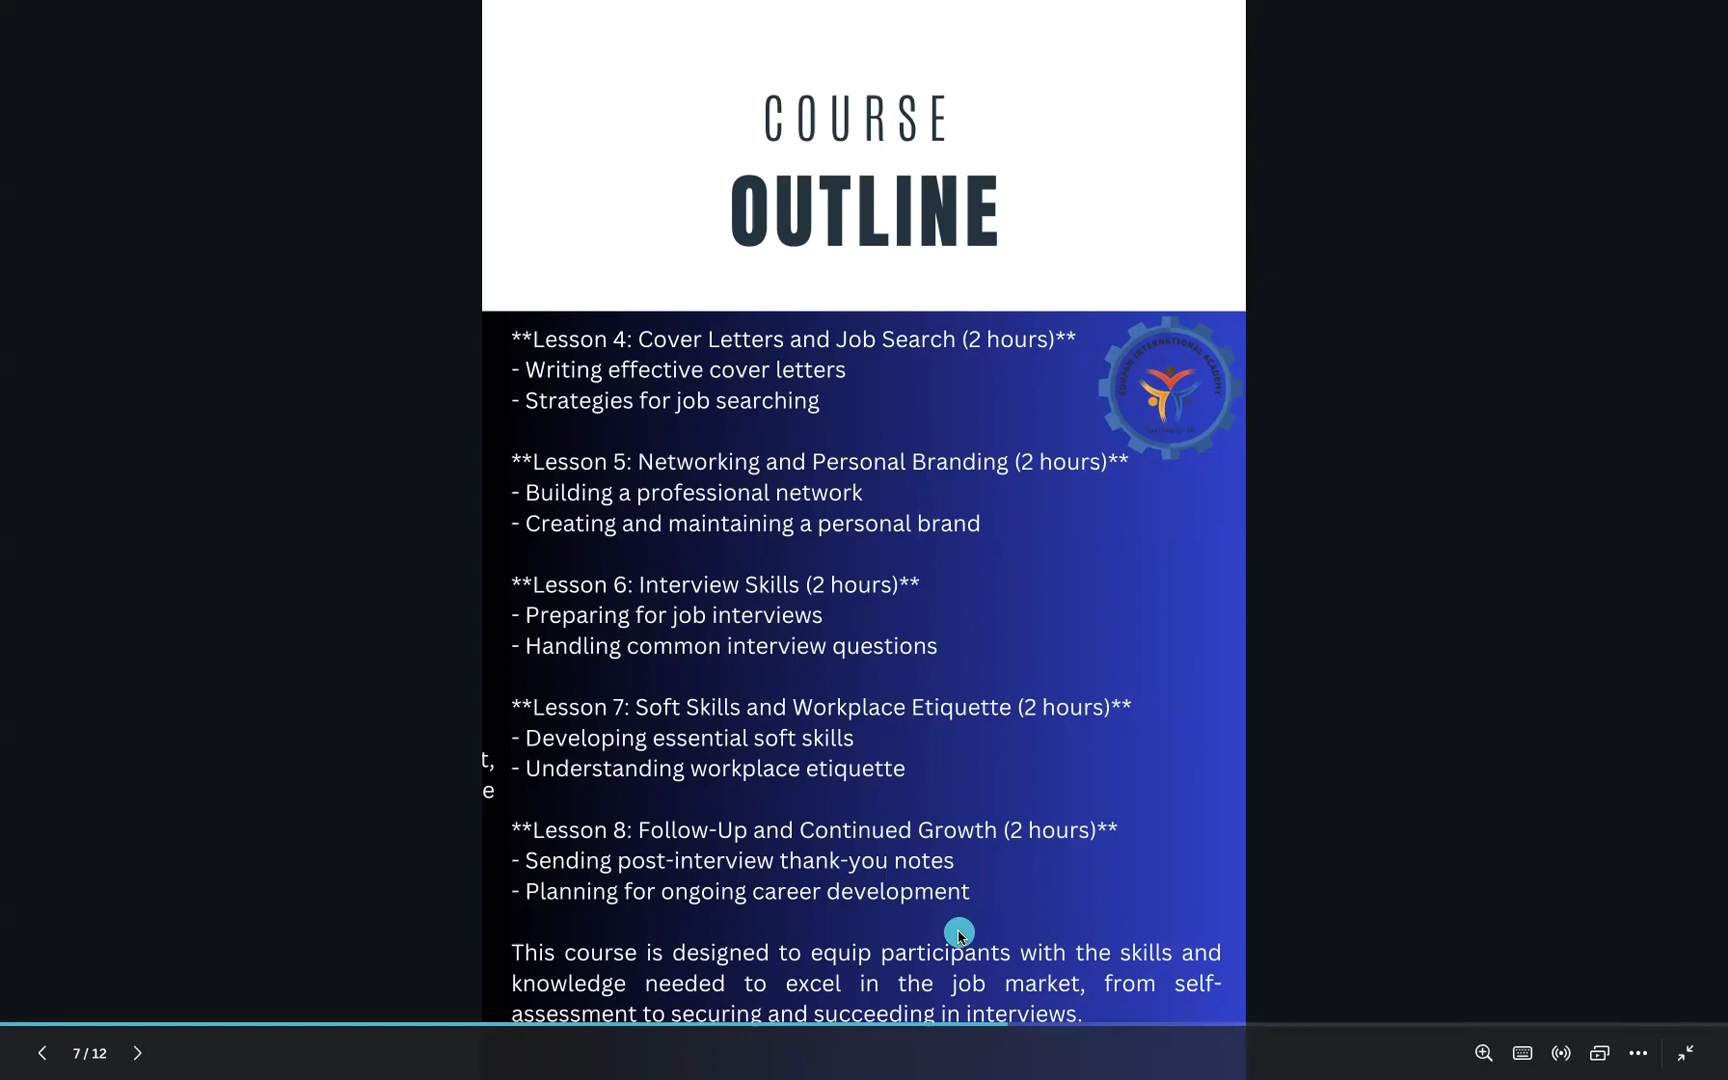 COURSE
OUTLINE
**Lesson 4: Cover Letters and Job Search (2 hours)**
- Writing effective cover letters
- Strategies for job searching
INTERNATIONAL ACADEMY
**Lesson 5: Networking and Personal Branding (2 hours)**
- Building a professional network
- Creating and maintaining a personal brand
**Lesson 6: Interview Skills (2 hours)**
- Preparing for job interviews
- Handling common interview questions
**Lesson 7: Soft Skills and Workplace Etiquette (2 hours)**
- Developing essential soft skills
t,
- Understanding workplace etiquette
e
**Lesson 8: Follow-Up and Continued Growth (2 hours)**
- Sending post-interview thank-you notes
- Planning for ongoing career development
This course is designed to equip participants with the skills and
knowledge needed to excel in the job market, from self-
assessment to securing and succeeding in interviews.
7 / 12